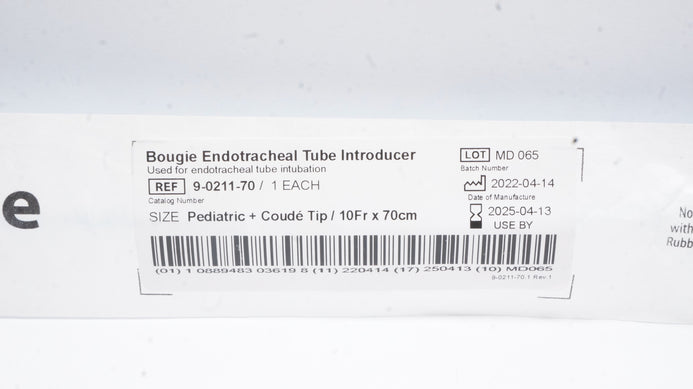 Bougie Endotracheal Tube Introducer
Used for endotracheal tube intubation
REF 9-0211-70 / 1 EACH
Catalog Number
SIZE Pediatric + Coudé Tip / 10Fr x 70cm
LOT MD 065
Batch Number
2022-04-14
Date of Manufacture
2025-04-13
USE BY
(01) 1 0889483 03619 8 (11) 220414 (17) 250413 (10) MD065
9-0211-70.1 Rev.1
e
No
with
Rubb